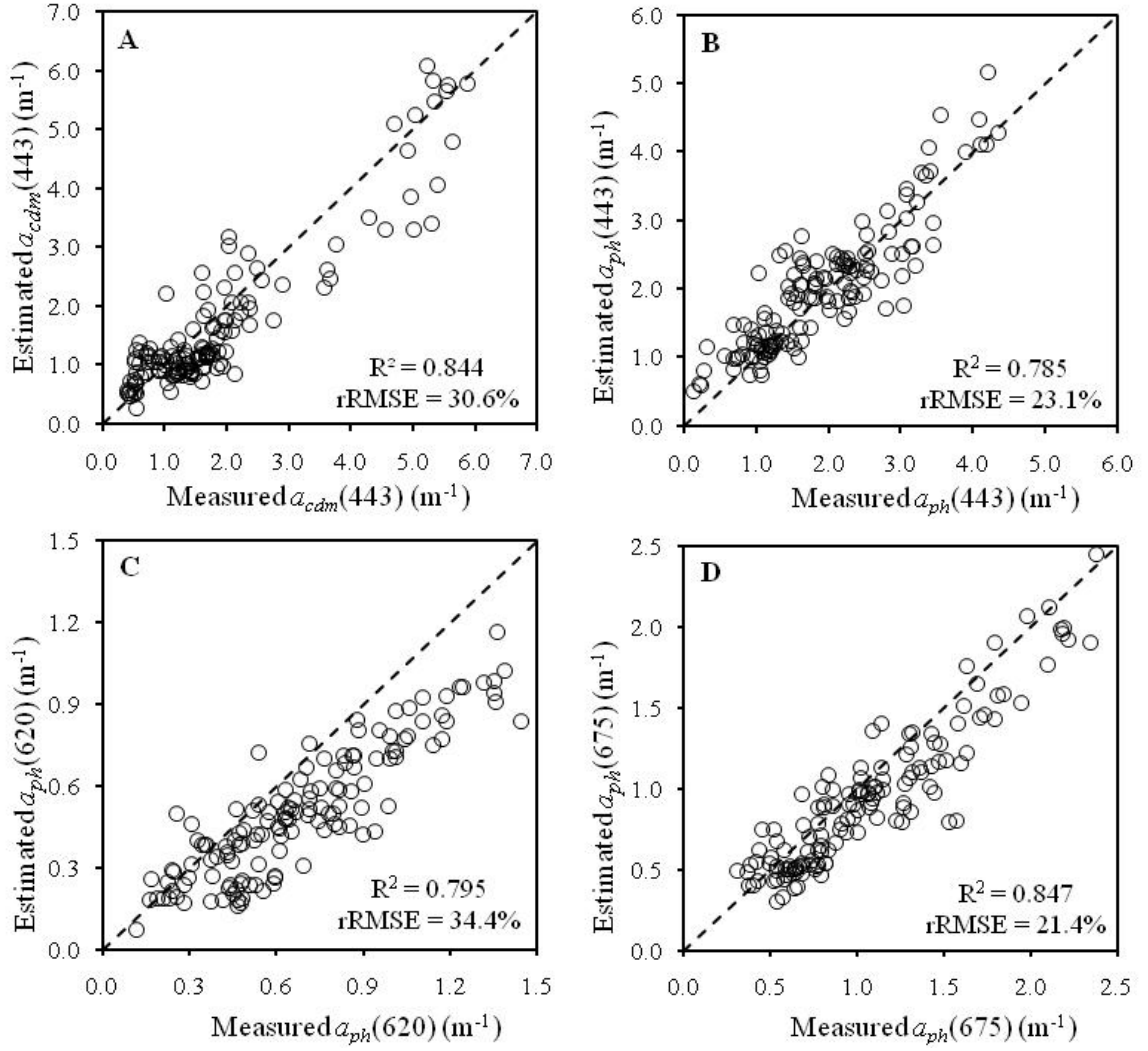 A
7.0
6.0
5.0
4.0
3.0
2.0
1.0
0.0
Estimated a_cdm(443) (m⁻¹)
R² = 0.844
rRMSE = 30.6%
0.0 1.0 2.0 3.0 4.0 5.0 6.0 7.0
Measured a_cdm(443) (m⁻¹)
B
6.0
5.0
4.0
3.0
2.0
1.0
0.0
Estimated a_ph(443) (m⁻¹)
R² = 0.785
rRMSE = 23.1%
0.0 1.0 2.0 3.0 4.0 5.0 6.0
Measured a_ph(443) (m⁻¹)
C
1.5
1.2
0.9
0.6
0.3
0.0
Estimated a_ph(620) (m⁻¹)
R² = 0.795
rRMSE = 34.4%
0.0 0.3 0.6 0.9 1.2 1.5
Measured a_ph(620) (m⁻¹)
D
2.5
2.0
1.5
1.0
0.5
0.0
Estimated a_ph(675) (m⁻¹)
R² = 0.847
rRMSE = 21.4%
0.0 0.5 1.0 1.5 2.0 2.5
Measured a_ph(675) (m⁻¹)